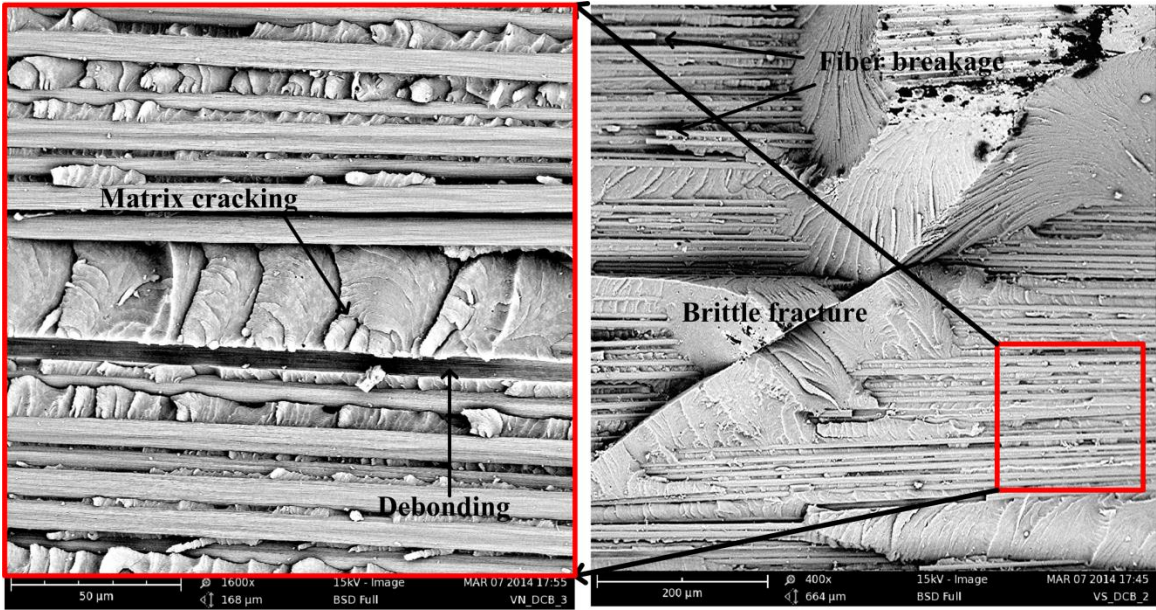 Matrix cracking
Debonding
50 µm
1600x
168 µm
15kV - Image
BSD Full
MAR 07 2014 17:55
VN_DCB_3
Fiber breakage
Brittle fracture
200 µm
400x
664 µm
15kV - Image
BSD Full
MAR 07 2014 17:45
VS_DCB_2